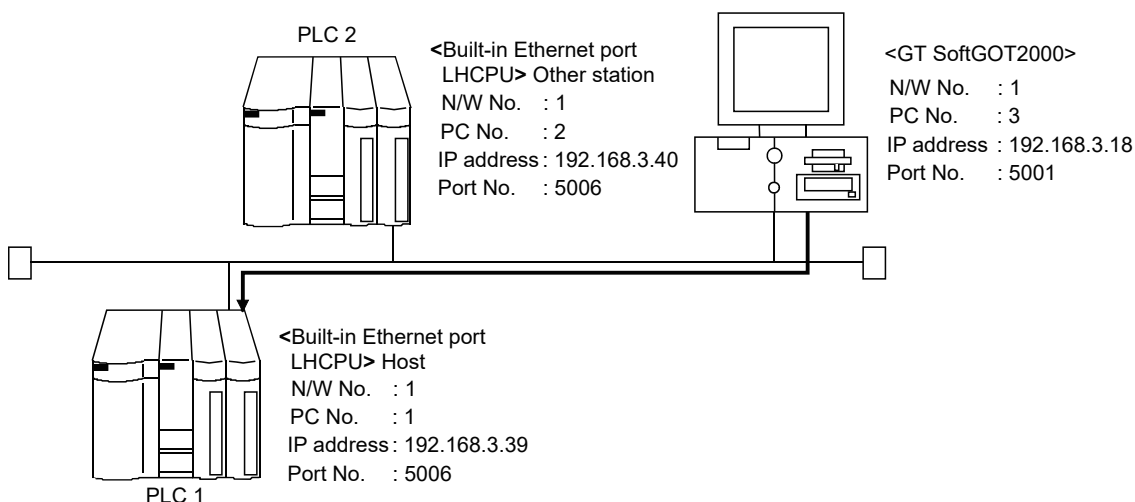 PLC 2
<Built-in Ethernet port
LHCPU> Other station
N/W No. : 1
PC No. : 2
IP address : 192.168.3.40
Port No. : 5006
<GT SoftGOT2000>
N/W No. : 1
PC No. : 3
IP address : 192.168.3.18
Port No. : 5001
<Built-in Ethernet port
LHCPU> Host
N/W No. : 1
PC No. : 1
IP address : 192.168.3.39
Port No. : 5006
PLC 1